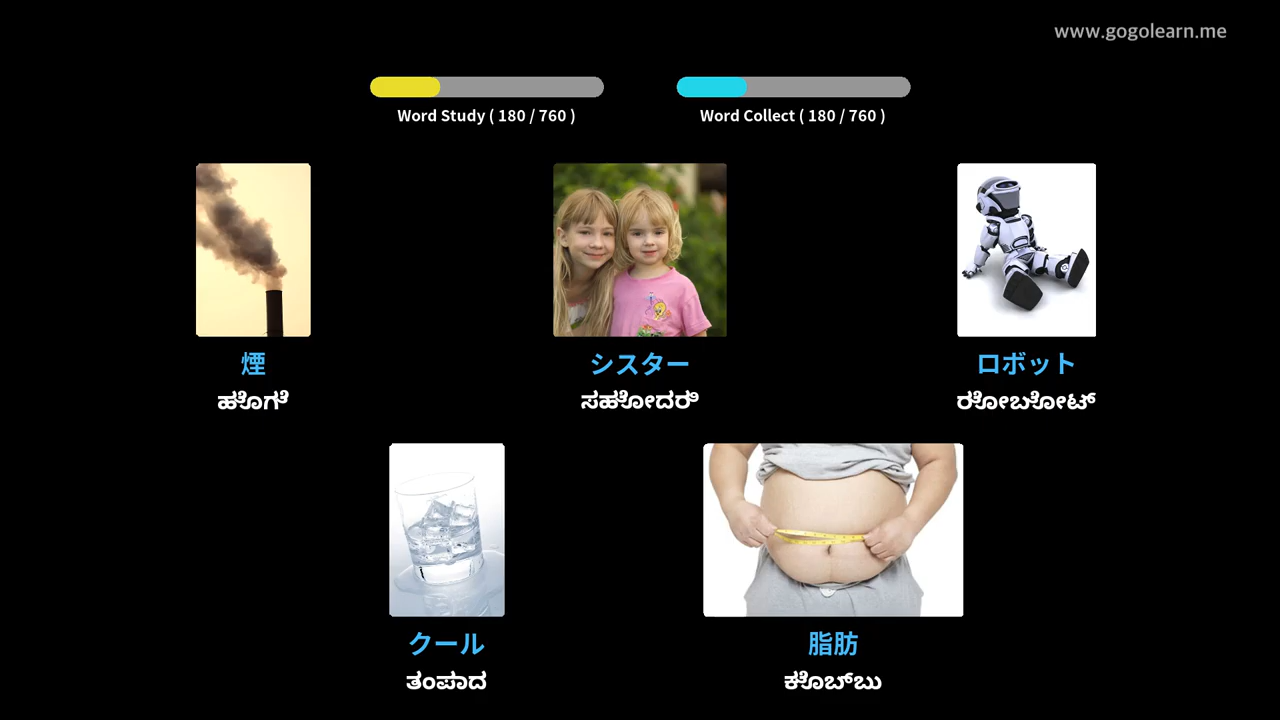 www.gogolearn.me
Word Study ( 180 / 760 )
Word Collect ( 180 / 760 )
煙
ಹೊಗೆ
シスター
ಸಹೋದರಿ
ロボット
ರೋಬೋಟ್
クール
ತಂಪಾದ
脂肪
ಕೊಬ್ಬು